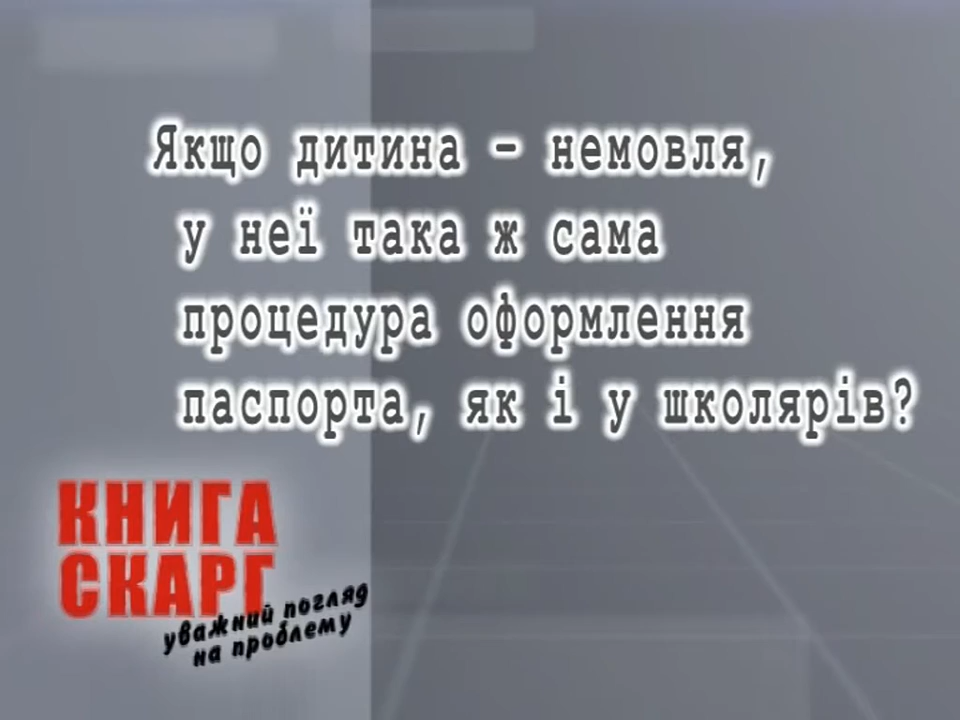 Якщо дитина – немовля,
у неї така ж сама
процедура оформлення
паспорта, як і у школярів?
КНИГА
СКАРГ
уважний погляд
на проблему